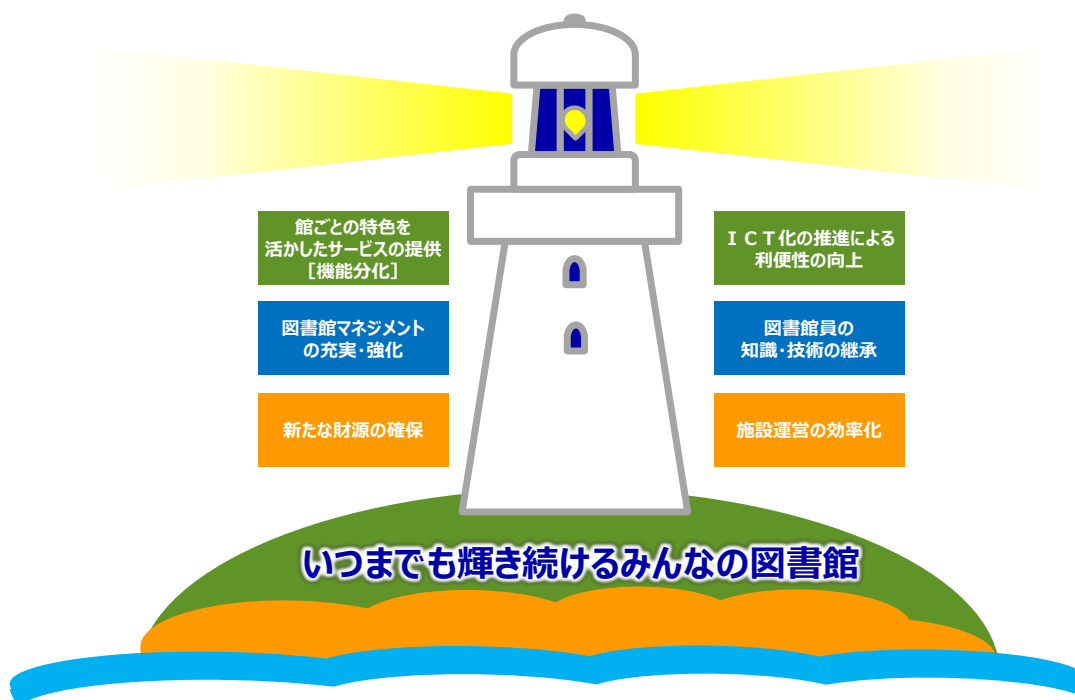 館ごとの特色を
活かしたサービスの提供
［機能分化］
ＩＣＴ化の推進による
利便性の向上
図書館マネジメント
の充実・強化
図書館員の
知識・技術の継承
新たな財源の確保
施設運営の効率化
いつまでも輝き続けるみんなの図書館